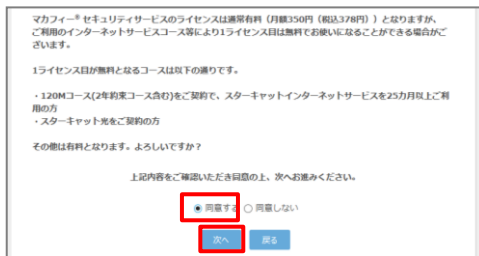 マカフィー® セキュリティサービスのライセンスは通常有料（月額350円（税込378円））となりますが、
ご利用のインターネットサービスコース等により1ライセンス目は無料でお使いになることができる場合がご
ざいます。
1ライセンス目が無料となるコースは以下の通りです。
・120Mコース(2年約束コース含む)をご契約で、スターキャットインターネットサービスを25カ月以上ご利
用の方
・スターキャット光をご契約の方
その他は有料となります。よろしいですか？
上記内容をご確認いただき同意の上、次へお進みください。
同意する 同意しない
次へ 戻る